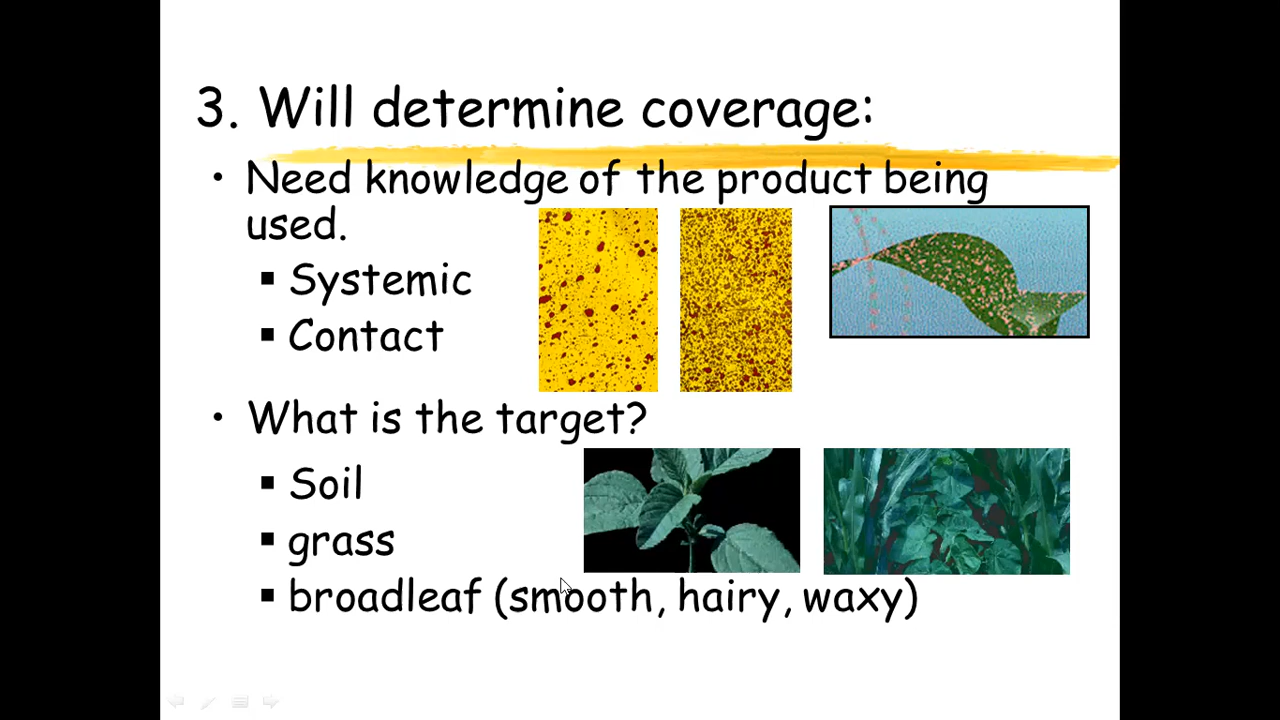 3. Will determine coverage:
• Need knowledge of the product being
used.
▪ Systemic
▪ Contact
• What is the target?
▪ Soil
▪ grass
▪ broadleaf (smooth, hairy, waxy)